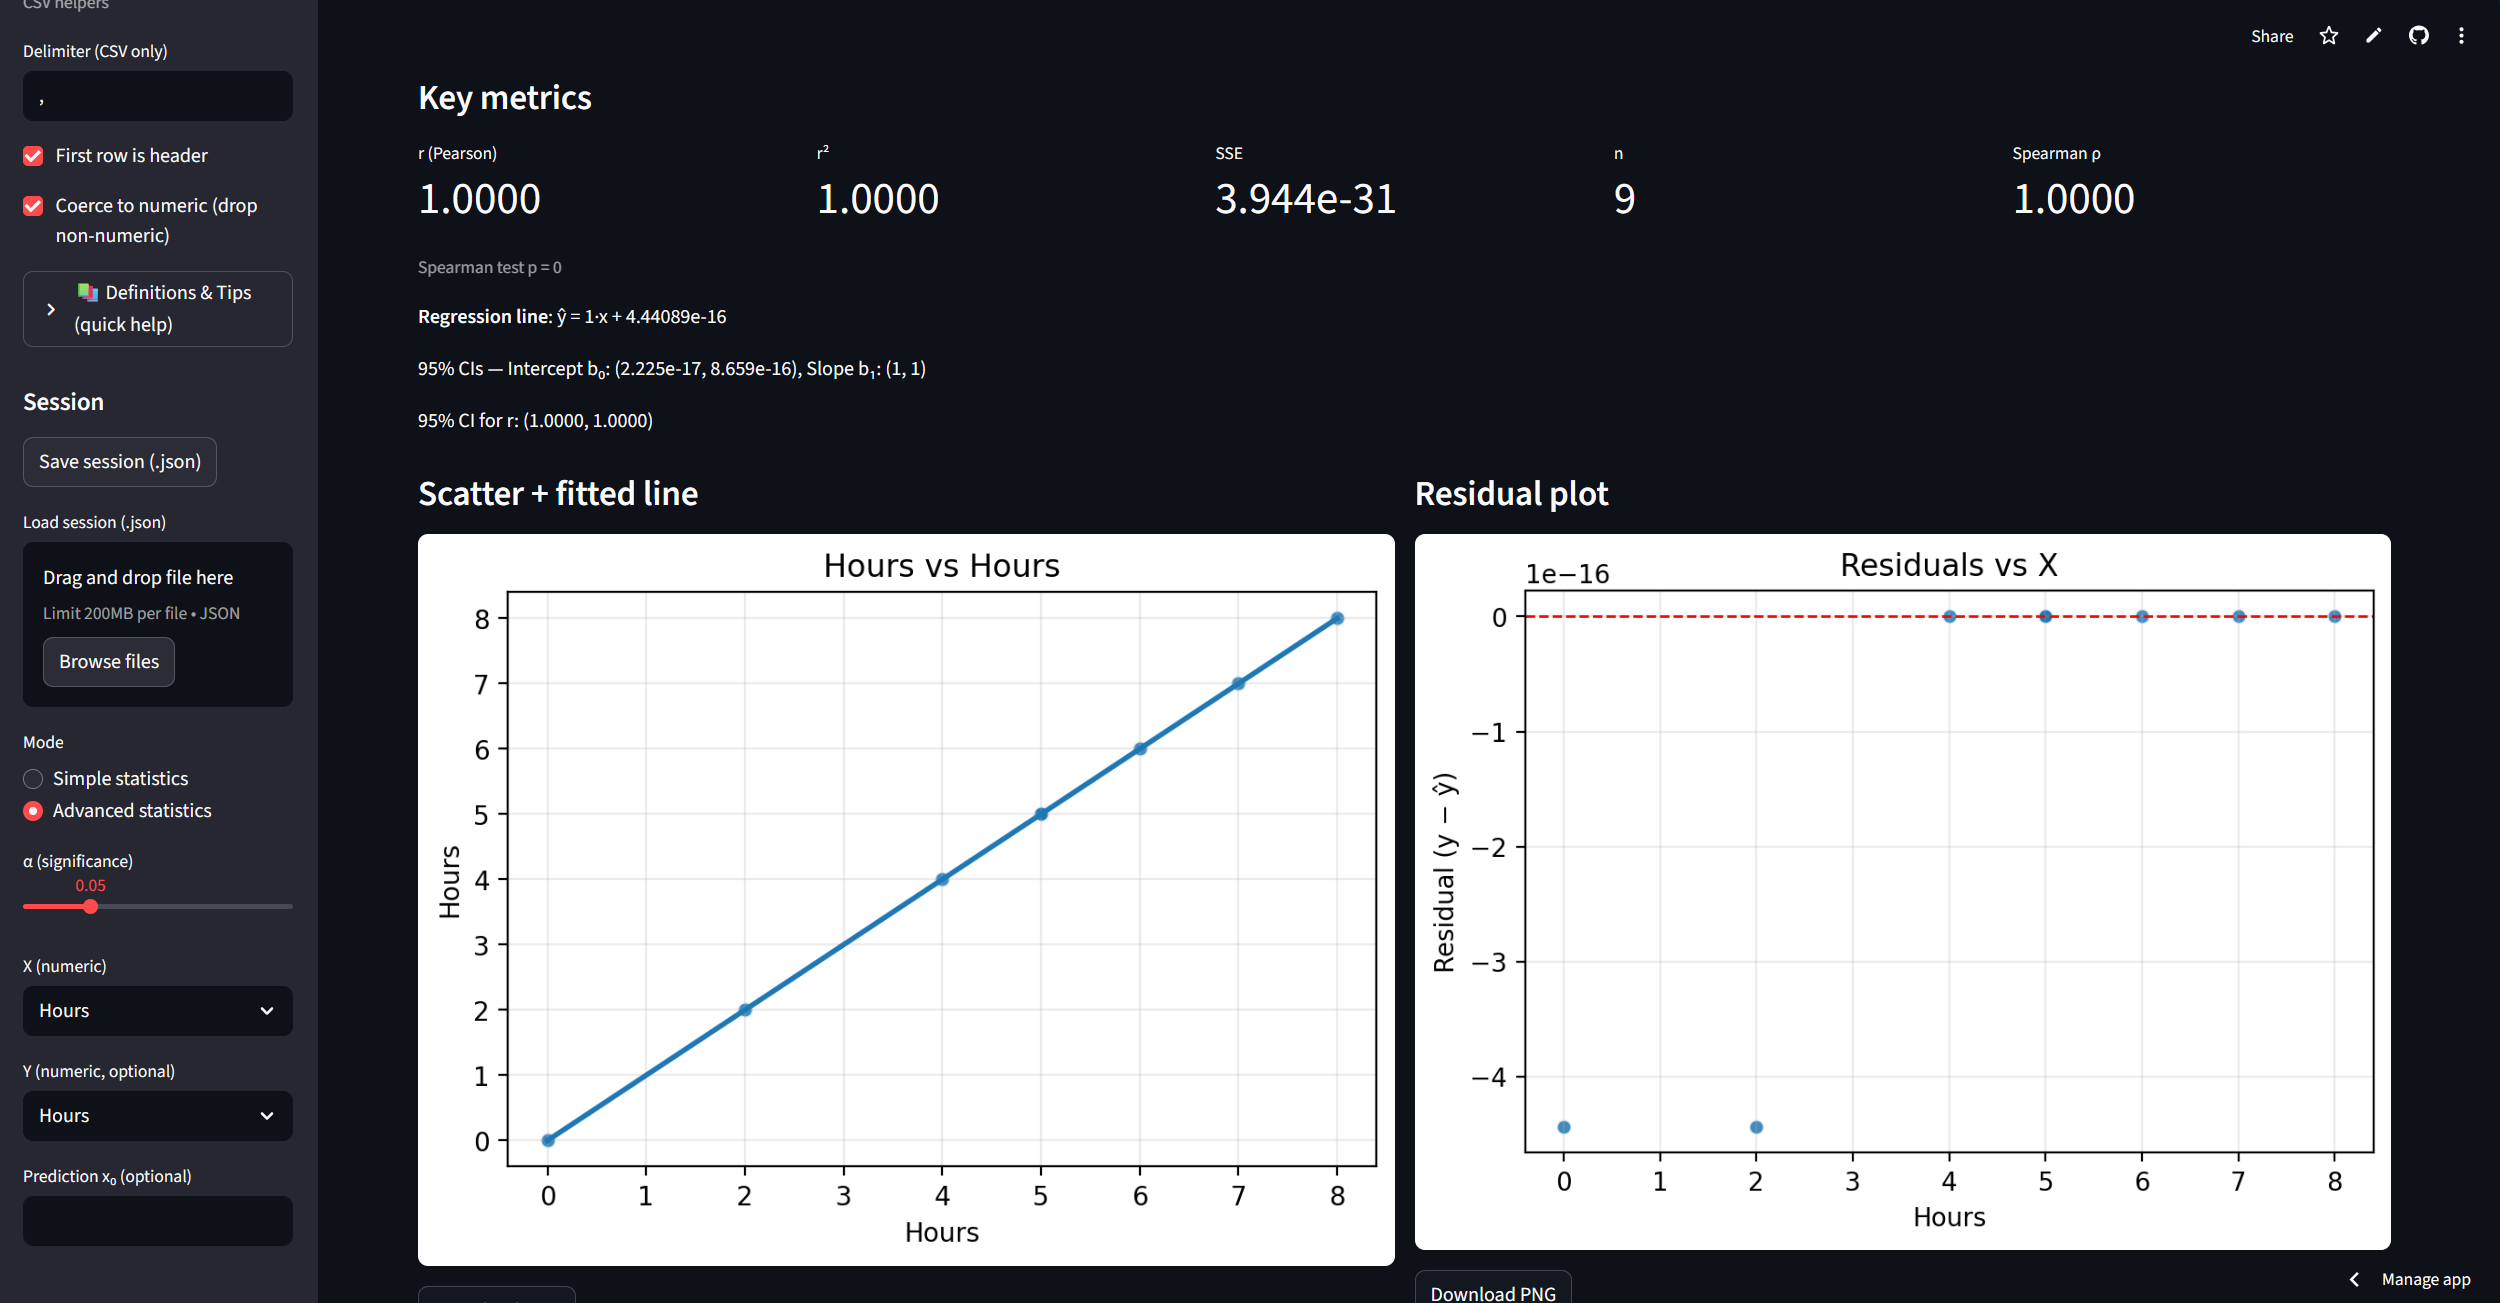 CSV helpers
Delimiter (CSV only)
,
First row is header
Coerce to numeric (drop
non-numeric)
📚 Definitions & Tips
(quick help)
Session
Save session (.json)
Load session (.json)
Drag and drop file here
Limit 200MB per file • JSON
Browse files
Mode
Simple statistics
Advanced statistics
α (significance)
0.05
X (numeric)
Hours
Y (numeric, optional)
Hours
Prediction x₀ (optional)
Share
Key metrics
r (Pearson)
1.0000
r²
1.0000
SSE
3.944e-31
n
9
Spearman ρ
1.0000
Spearman test p = 0
Regression line: ŷ = 1·x + 4.44089e-16
95% CIs — Intercept b₀: (2.225e-17, 8.659e-16), Slope b₁: (1, 1)
95% CI for r: (1.0000, 1.0000)
Scatter + fitted line
Hours vs Hours
8
7
6
5
4
3
2
1
0
Hours
0 1 2 3 4 5 6 7 8
Hours
Residual plot
Residuals vs X
1e−16
0
−1
−2
−3
−4
Residual (y − ŷ)
0 1 2 3 4 5 6 7 8
Hours
Download PNG
Manage app